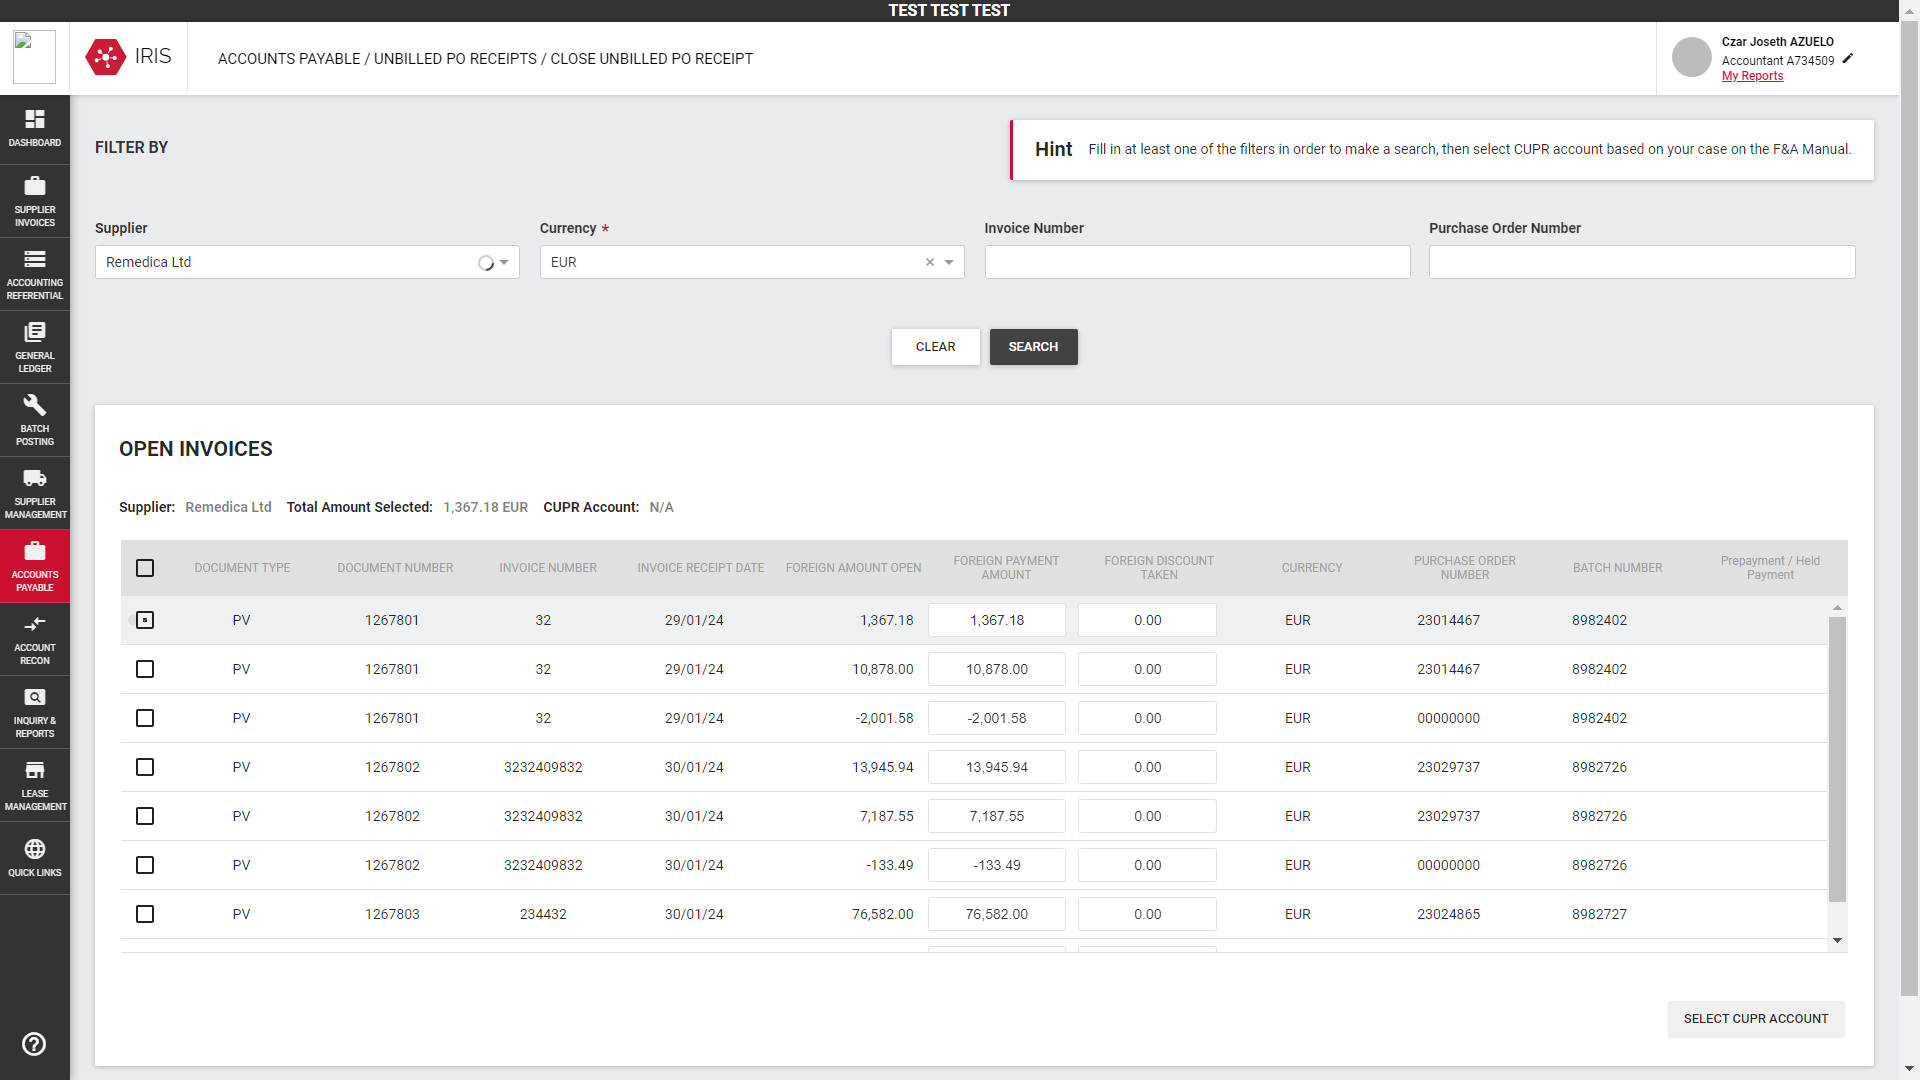 TEST TEST TEST
IRIS
ACCOUNTS PAYABLE / UNBILLED PO RECEIPTS / CLOSE UNBILLED PO RECEIPT
Czar Joseth AZUELO
Accountant A734509
My Reports
DASHBOARD
SUPPLIER
INVOICES
ACCOUNTING
REFERENTIAL
GENERAL
LEDGER
BATCH
POSTING
SUPPLIER
MANAGEMENT
ACCOUNTS
PAYABLE
ACCOUNT
RECON
INQUIRY &
REPORTS
LEASE
MANAGEMENT
QUICK LINKS
FILTER BY
Hint Fill in at least one of the filters in order to make a search, then select CUPR account based on your case on the F&A Manual.
Supplier Currency * Invoice Number Purchase Order Number
Remedica Ltd EUR
CLEAR SEARCH
OPEN INVOICES
Supplier: Remedica Ltd Total Amount Selected: 1,367.18 EUR CUPR Account: N/A
DOCUMENT TYPE DOCUMENT NUMBER INVOICE NUMBER INVOICE RECEIPT DATE FOREIGN AMOUNT OPEN FOREIGN PAYMENT AMOUNT FOREIGN DISCOUNT TAKEN CURRENCY PURCHASE ORDER NUMBER BATCH NUMBER Prepayment / Held Payment
PV 1267801 32 29/01/24 1,367.18 1,367.18 0.00 EUR 23014467 8982402
PV 1267801 32 29/01/24 10,878.00 10,878.00 0.00 EUR 23014467 8982402
PV 1267801 32 29/01/24 -2,001.58 -2,001.58 0.00 EUR 00000000 8982402
PV 1267802 3232409832 30/01/24 13,945.94 13,945.94 0.00 EUR 23029737 8982726
PV 1267802 3232409832 30/01/24 7,187.55 7,187.55 0.00 EUR 23029737 8982726
PV 1267802 3232409832 30/01/24 -133.49 -133.49 0.00 EUR 00000000 8982726
PV 1267803 234432 30/01/24 76,582.00 76,582.00 0.00 EUR 23024865 8982727
SELECT CUPR ACCOUNT